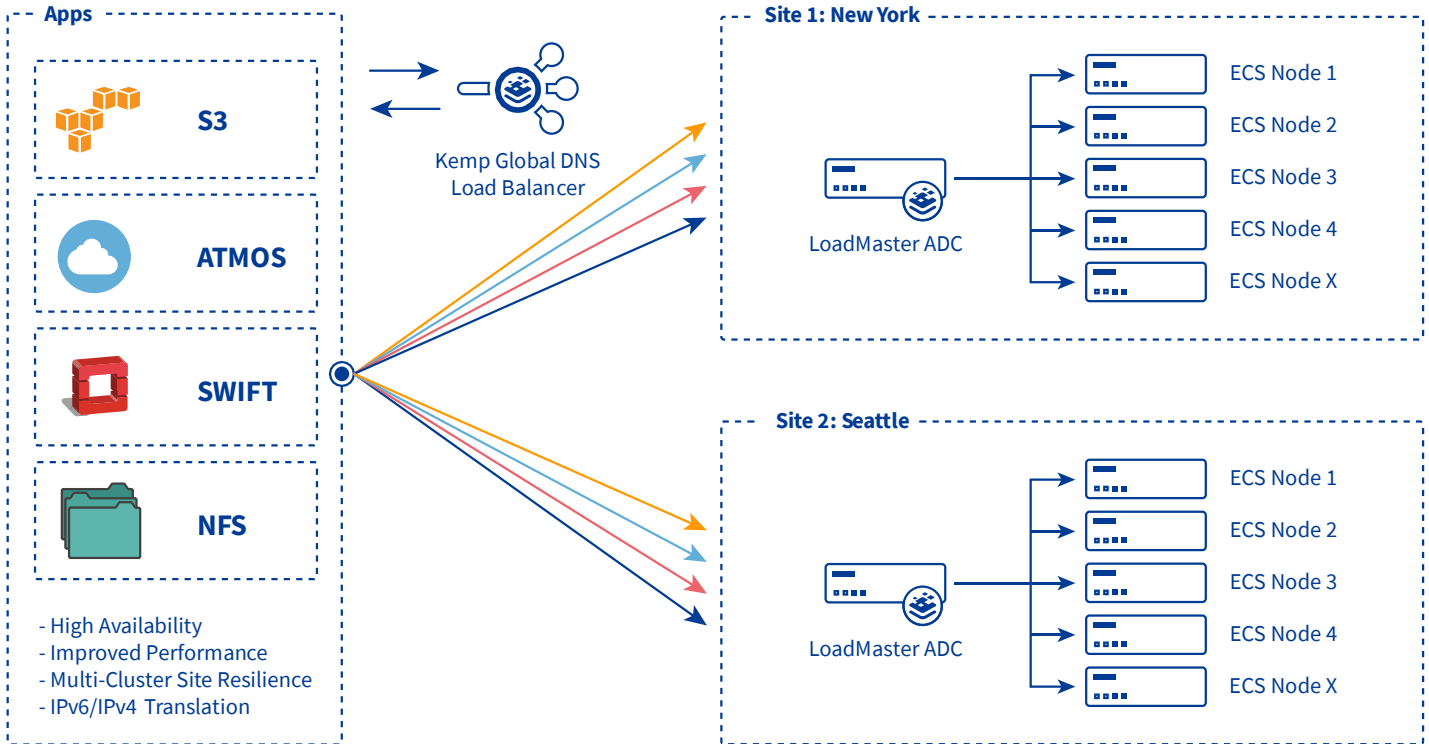 Apps
S3
ATMOS
SWIFT
NFS
- High Availability
- Improved Performance
- Multi-Cluster Site Resilience
- IPv6/IPv4 Translation
Kemp Global DNS
Load Balancer
Site 1: New York
LoadMaster ADC
ECS Node 1
ECS Node 2
ECS Node 3
ECS Node 4
ECS Node X
Site 2: Seattle
LoadMaster ADC
ECS Node 1
ECS Node 2
ECS Node 3
ECS Node 4
ECS Node X